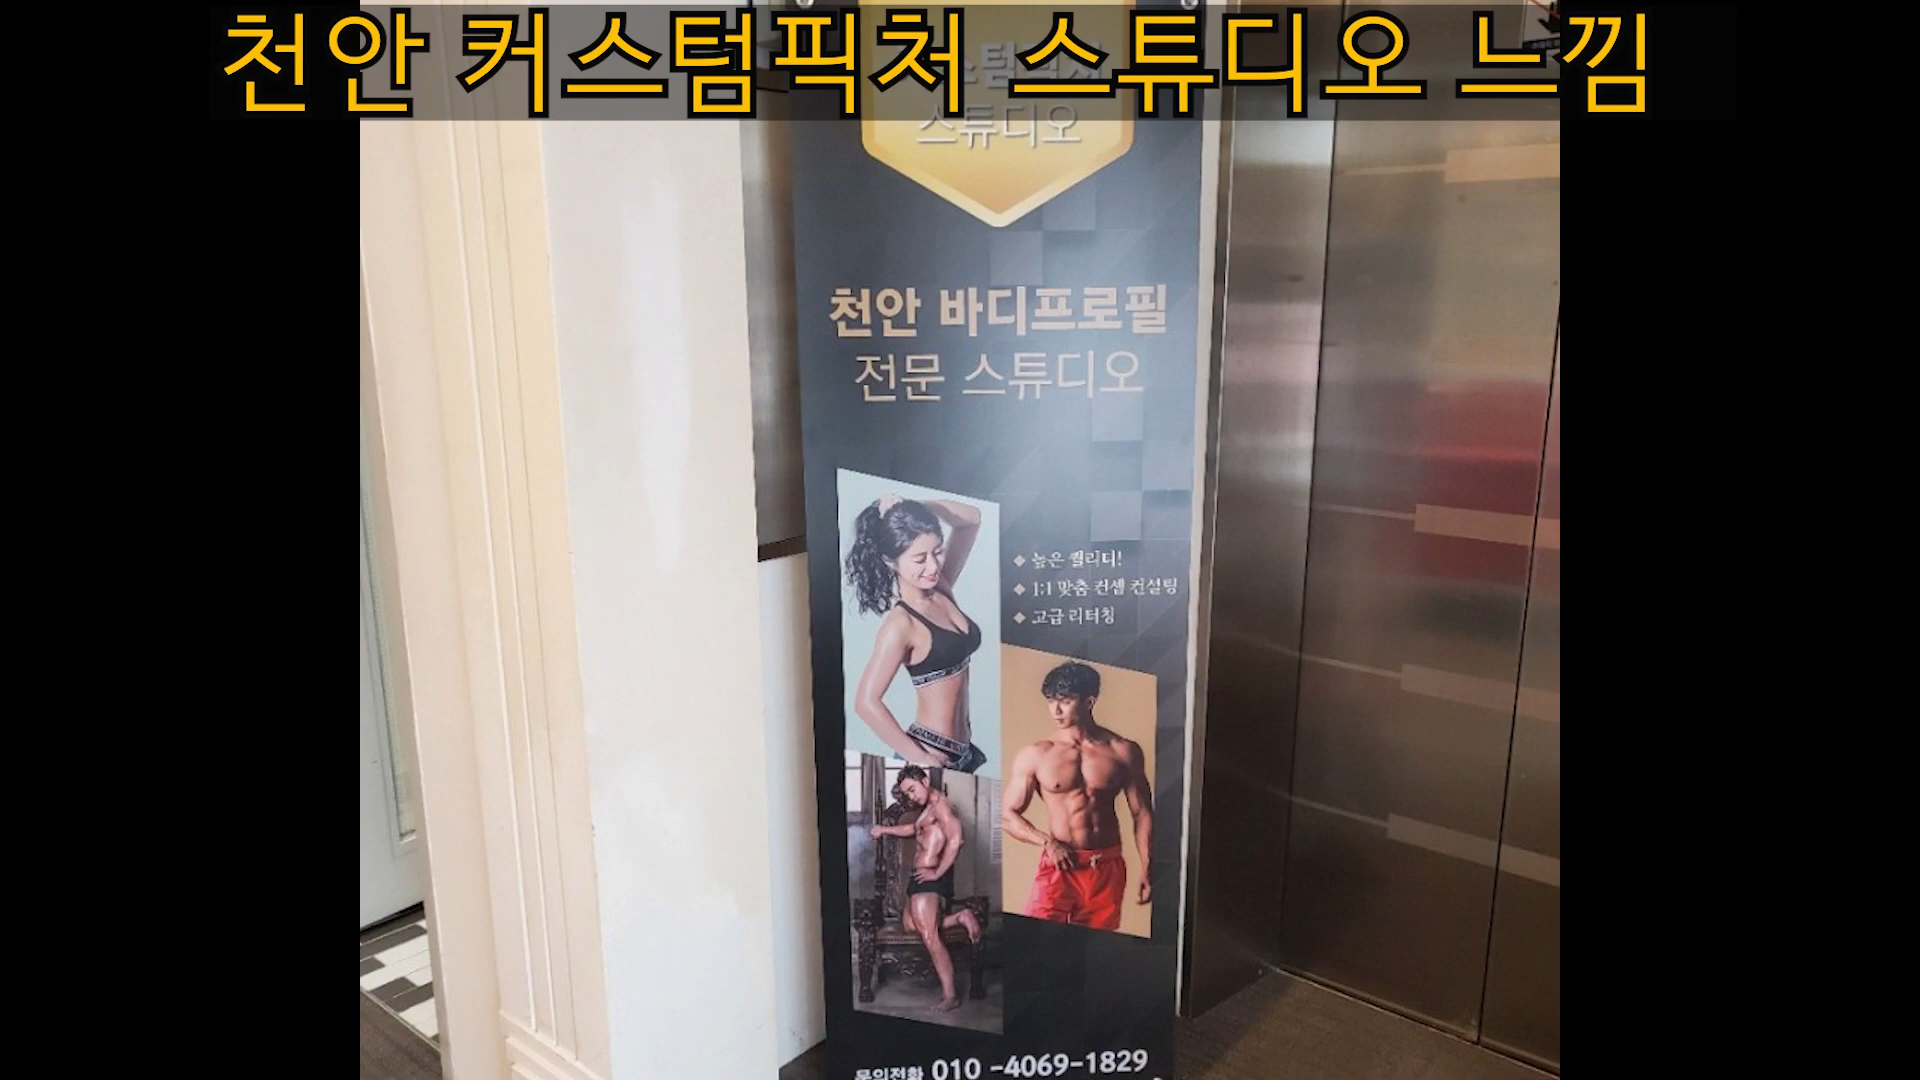 천안 커스텀픽처 스튜디오 느낌
스튜디오
천안 바디프로필
전문 스튜디오
◆ 높은 퀄리티!
◆ 1:1 맞춤 컨셉 컨설팅
◆ 고급 리터칭
문의전화 010 -4069-1829